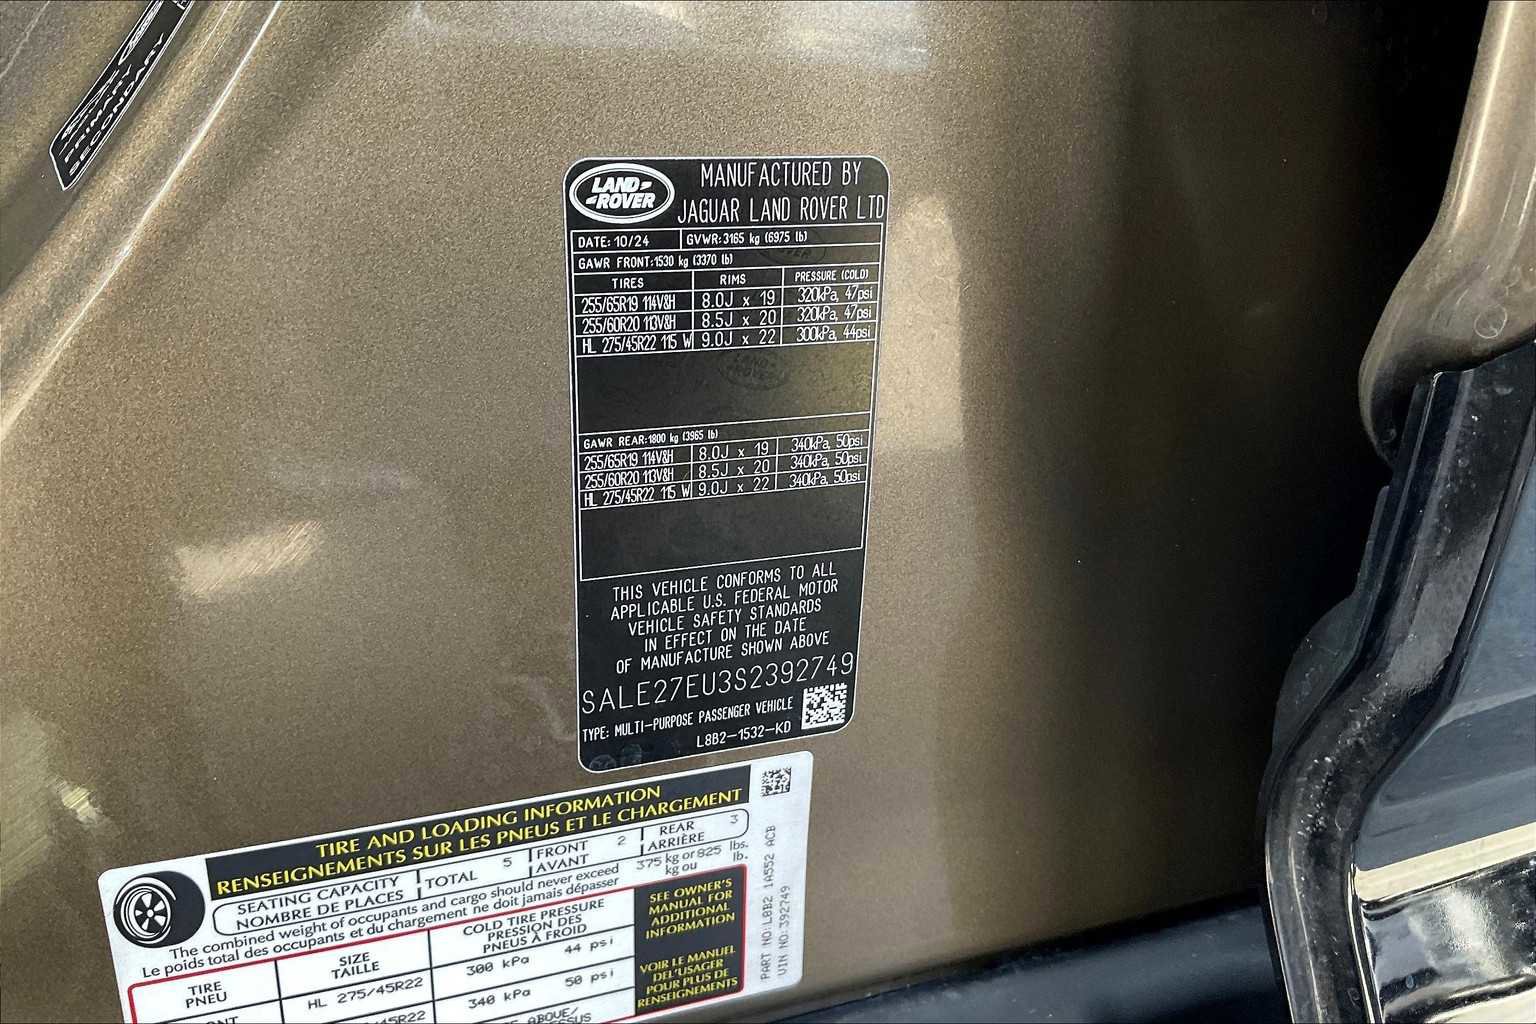 PRIMARY
SECONDARY
LAND
ROVER
MANUFACTURED BY
JAGUAR LAND ROVER LTD
DATE: 10/24 GVWR: 3165 kg (6975 lb)
GAWR FRONT: 1530 kg (3370 lb)
TIRES RIMS PRESSURE (COLD)
255/65R19 114V&H 8.0J x 19 320kPa, 47psi
255/60R20 113V&H 8.5J x 20 320kPa, 47psi
HL 275/45R22 115 W 9.0J x 22 300kPa, 44psi
GAWR REAR: 1800 kg (3965 lb)
255/65R19 114V&H 8.0J x 19 340kPa, 50psi
255/60R20 113V&H 8.5J x 20 340kPa, 50psi
HL 275/45R22 115 W 9.0J x 22 340kPa, 50psi
THIS VEHICLE CONFORMS TO ALL
APPLICABLE U.S. FEDERAL MOTOR
VEHICLE SAFETY STANDARDS
IN EFFECT ON THE DATE
OF MANUFACTURE SHOWN ABOVE
SALE27EU3S2392749
TYPE: MULTI-PURPOSE PASSENGER VEHICLE
L8B2-1532-KD
TIRE AND LOADING INFORMATION
RENSEIGNEMENTS SUR LES PNEUS ET LE CHARGEMENT
SEATING CAPACITY
NOMBRE DE PLACES
TOTAL 5
FRONT
AVANT 2
REAR
ARRIÈRE 3
The combined weight of occupants and cargo should never exceed 375 kg or 825 lbs.
Le poids total des occupants et du chargement ne doit jamais dépasser kg ou lb.
TIRE
PNEU
SIZE
TAILLE
COLD TIRE PRESSURE
PRESSION DES
PNEUS À FROID
HL 275/45R22 300 kPa 44 psi
45R22 340 kPa 50 psi
ABOVE/
SEE OWNER'S
MANUAL FOR
ADDITIONAL
INFORMATION
VOIR LE MANUEL
DE L'USAGER
POUR PLUS DE
RENSEIGNEMENTS
PART NO: L8B2 1A552 ACB
VIN NO: 392749